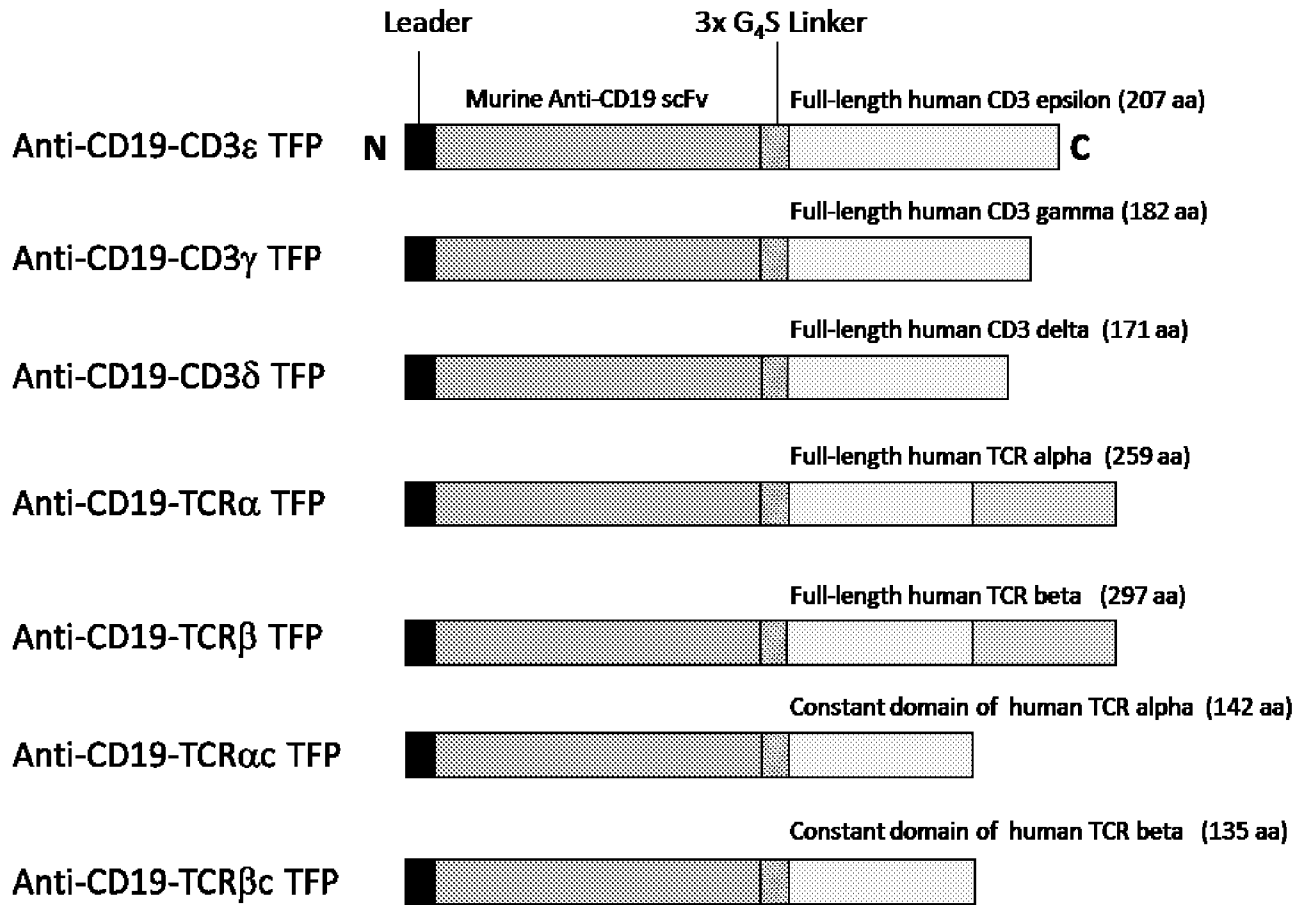 Leader 3x G₄S Linker
Murine Anti-CD19 scFv Full-length human CD3 epsilon (207 aa)
Anti-CD19-CD3ε TFP N C
Full-length human CD3 gamma (182 aa)
Anti-CD19-CD3γ TFP
Full-length human CD3 delta (171 aa)
Anti-CD19-CD3δ TFP
Full-length human TCR alpha (259 aa)
Anti-CD19-TCRα TFP
Full-length human TCR beta (297 aa)
Anti-CD19-TCRβ TFP
Constant domain of human TCR alpha (142 aa)
Anti-CD19-TCRαc TFP
Constant domain of human TCR beta (135 aa)
Anti-CD19-TCRβc TFP